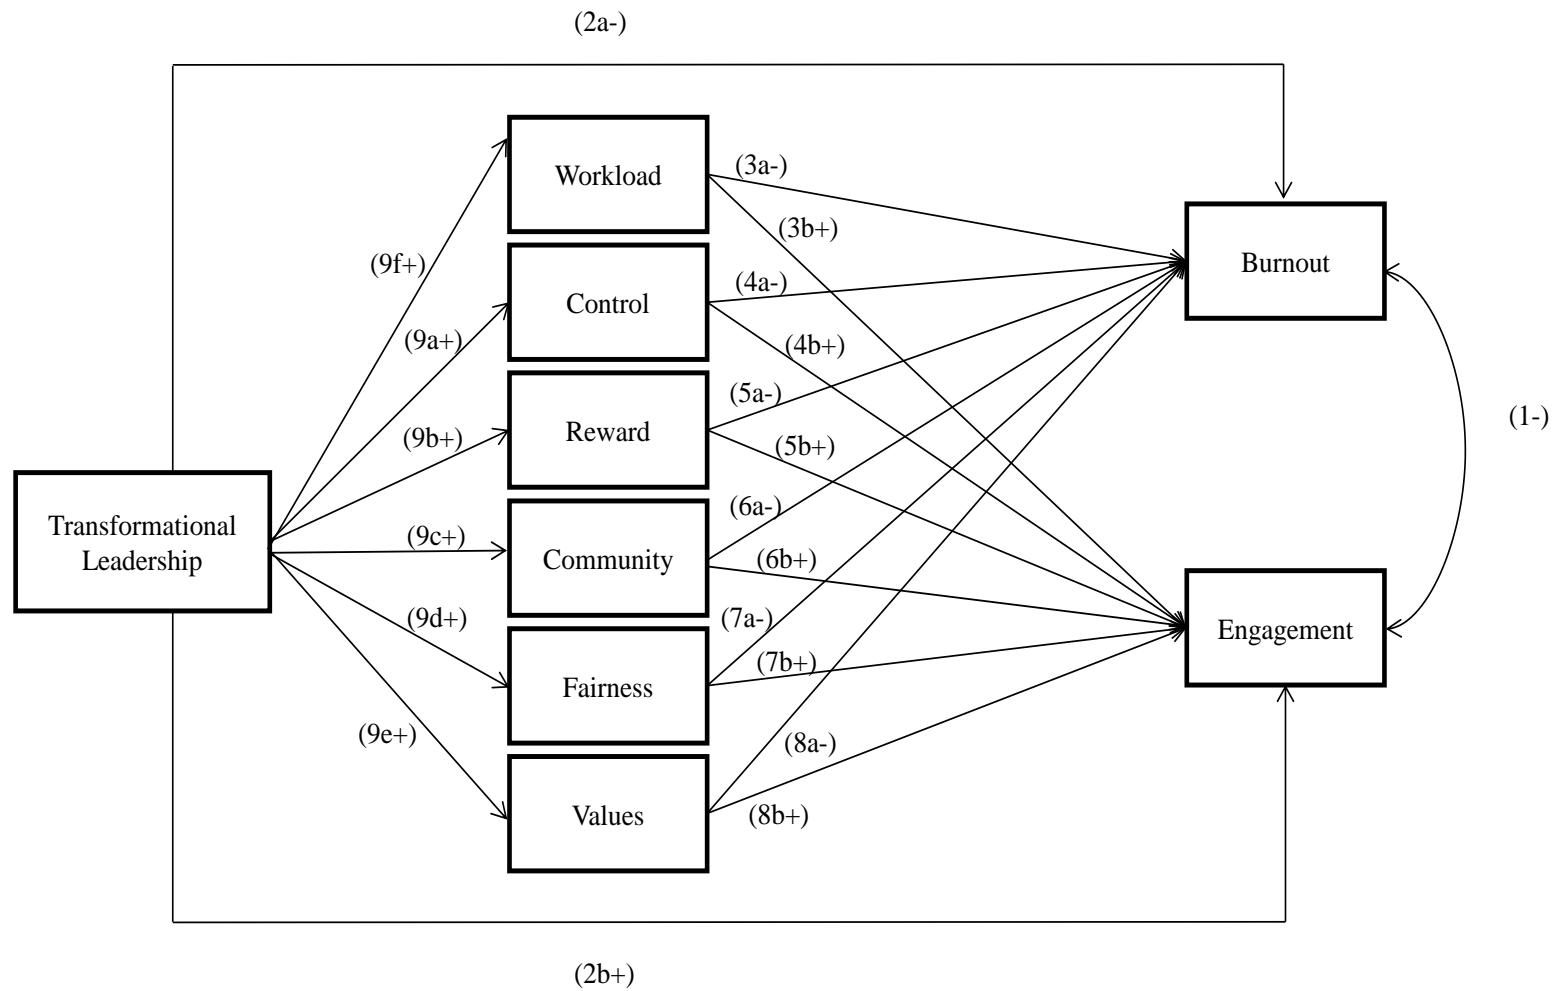 (2a-)
Workload
(3a-)
(3b+)
Burnout
(9f+)
Control
(4a-)
(9a+)
(4b+)
(5a-)
(1-)
Reward
(9b+)
(5b+)
(6a-)
Transformational
Leadership
(9c+)
Community
(6b+)
(9d+)
(7a-)
Engagement
(7b+)
Fairness
(9e+)
(8a-)
Values
(8b+)
(2b+)